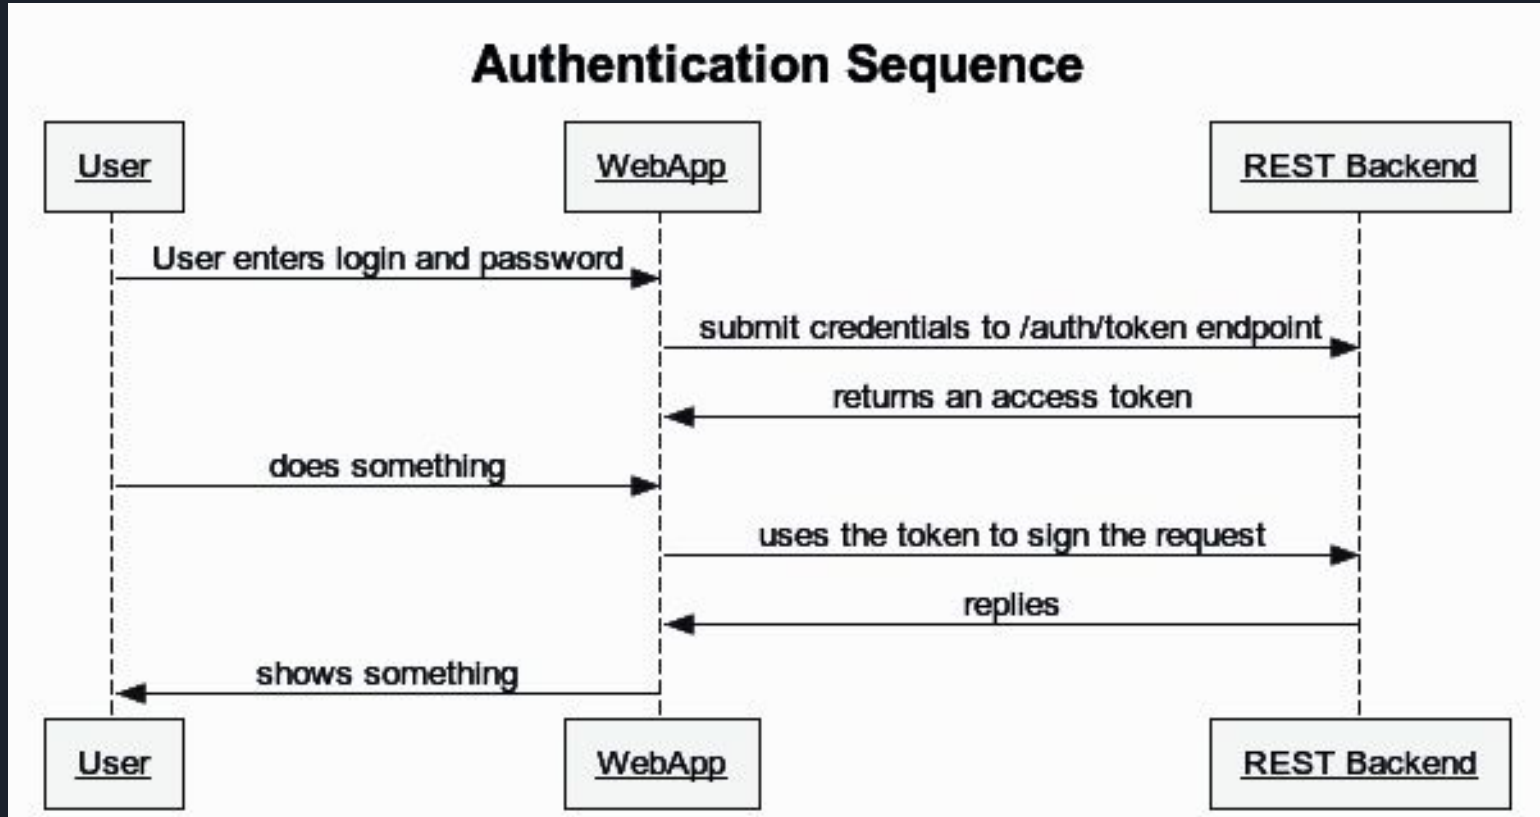 Authentication Sequence
User
WebApp
REST Backend
User enters login and password
submit credentials to /auth/token endpoint
returns an access token
does something
uses the token to sign the request
replies
shows something
User
WebApp
REST Backend